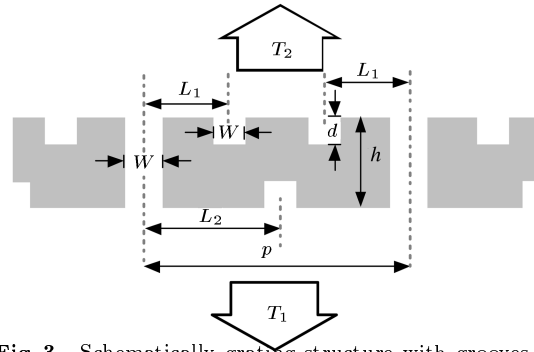 T₂
L₁
L₁
W
d
W
h
L₂
p
T₁
Fig. 3. Schematically grating structure with grooves